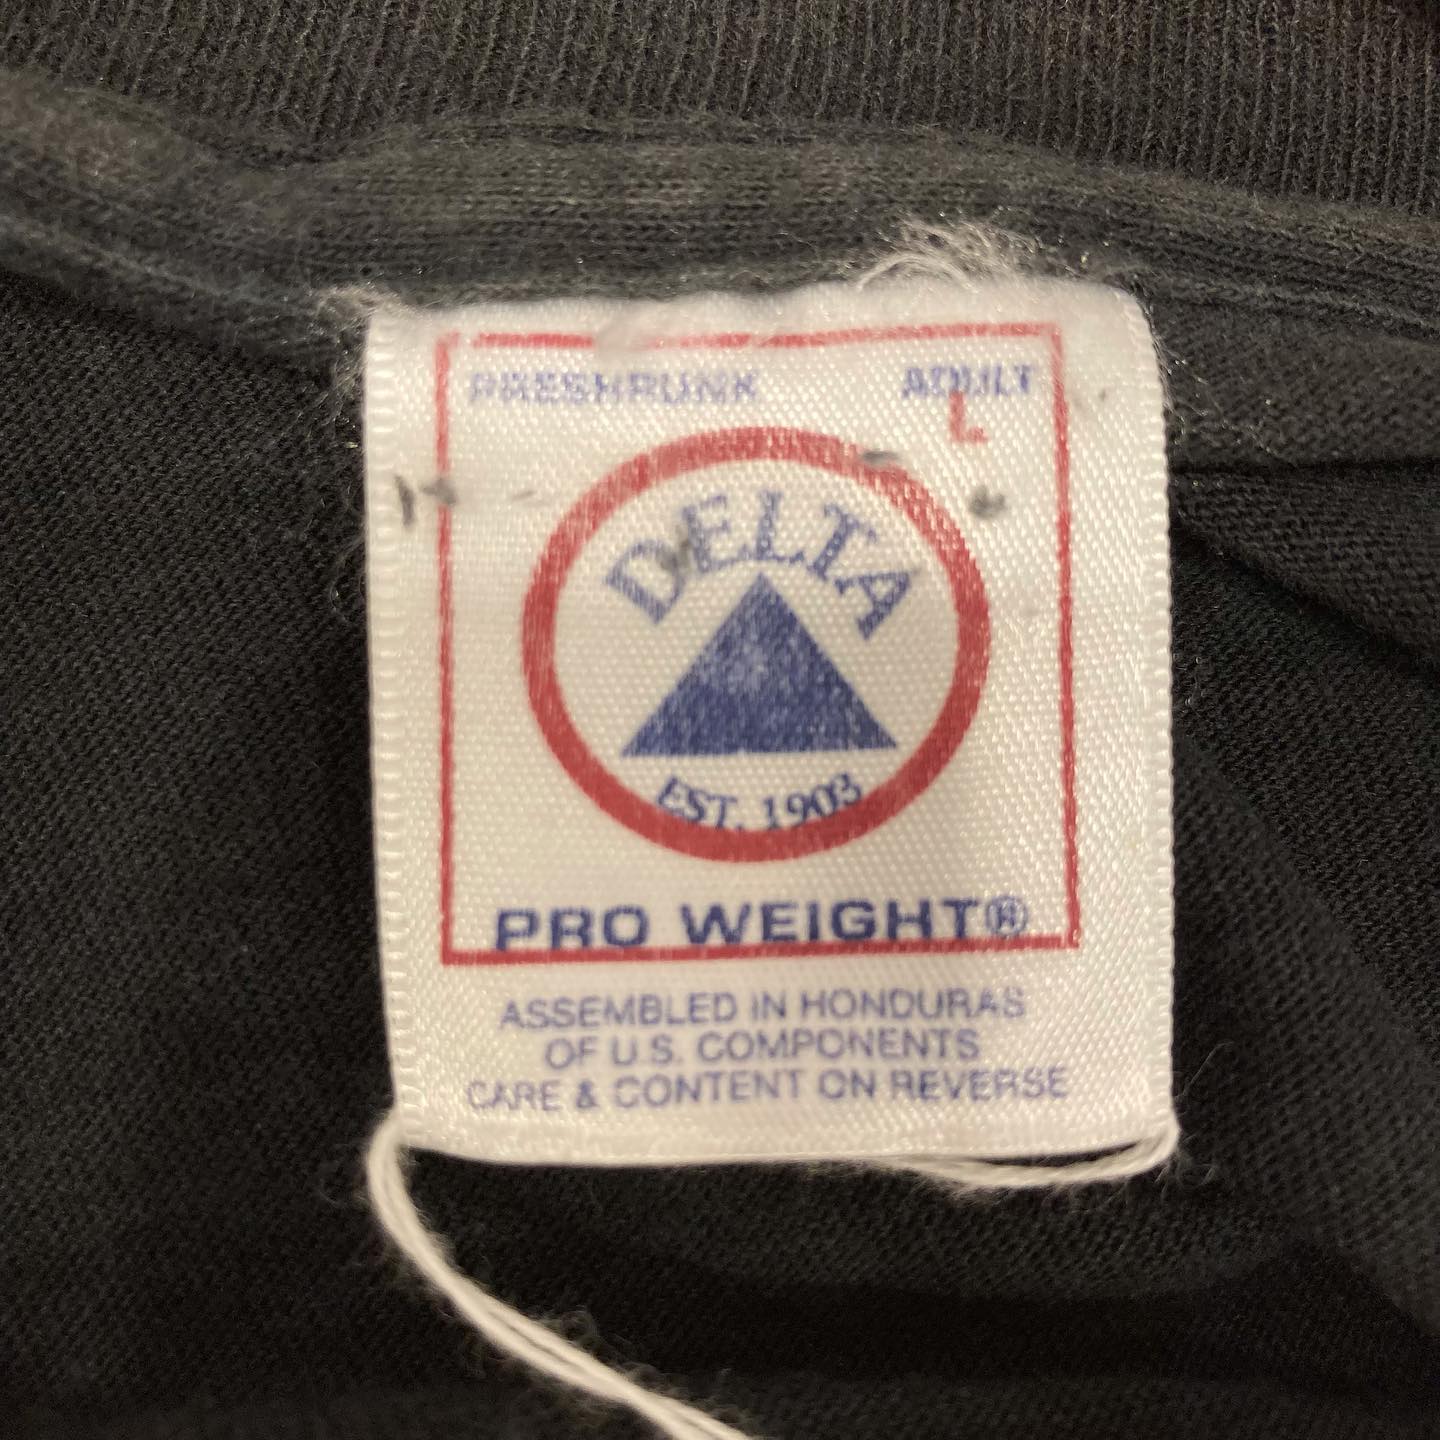 PRESHRUNK ADULT
L
DELTA
EST. 1903
PRO WEIGHT®
ASSEMBLED IN HONDURAS
OF U.S. COMPONENTS
CARE & CONTENT ON REVERSE